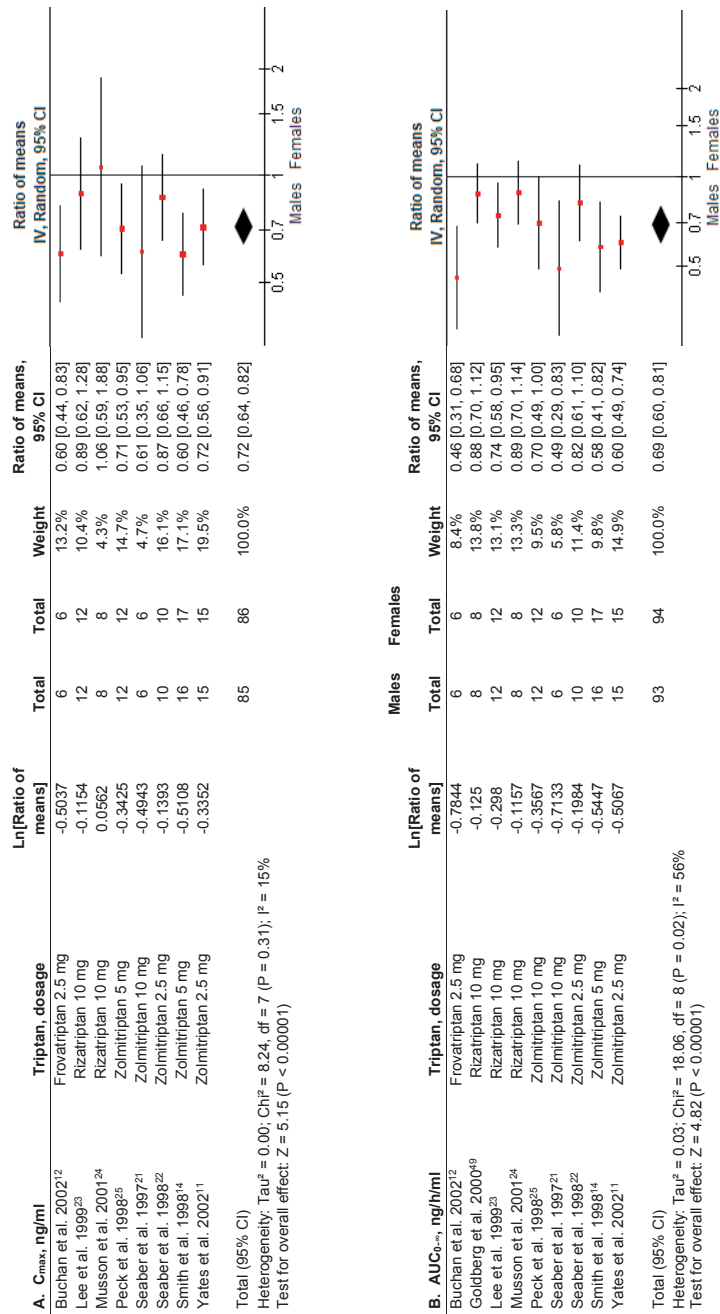 Ln[Ratio of Ratio of means, Ratio of means
A. Cmax, ng/ml Triptan, dosage means] Total Total Weight 95% CI IV, Random, 95% CI
Buchan et al. 2002¹² Frovatriptan 2.5 mg -0.5037 6 6 13.2% 0.60 [0.44, 0.83]
Lee et al. 1999²³ Rizatriptan 10 mg -0.1154 12 12 10.4% 0.89 [0.62, 1.28]
Musson et al. 2001²⁴ Rizatriptan 10 mg 0.0562 8 8 4.3% 1.06 [0.59, 1.88]
Peck et al. 1998²⁵ Zolmitriptan 5 mg -0.3425 12 12 14.7% 0.71 [0.53, 0.95]
Seaber et al. 1997²¹ Zolmitriptan 10 mg -0.4943 6 6 4.7% 0.61 [0.35, 1.06]
Seaber et al. 1998²² Zolmitriptan 2.5 mg -0.1393 10 10 16.1% 0.87 [0.66, 1.15]
Smith et al. 1998¹⁴ Zolmitriptan 5 mg -0.5108 16 17 17.1% 0.60 [0.46, 0.78]
Yates et al. 2002¹¹ Zolmitriptan 2.5 mg -0.3352 15 15 19.5% 0.72 [0.56, 0.91]
Total (95% CI) 85 86 100.0% 0.72 [0.64, 0.82]
Heterogeneity: Tau² = 0.00; Chi² = 8.24, df = 7 (P = 0.31); I² = 15%
Test for overall effect: Z = 5.15 (P < 0.00001)
0.5 0.7 1 1.5 2
Males Females
Males Females
Ln[Ratio of Ratio of means, Ratio of means
B. AUC0-∞, ng/h/ml Triptan, dosage means] Total Total Weight 95% CI IV, Random, 95% CI
Buchan et al. 2002¹² Frovatriptan 2.5 mg -0.7844 6 6 8.4% 0.46 [0.31, 0.68]
Goldberg et al. 2000⁴⁹ Rizatriptan 10 mg -0.125 8 8 13.8% 0.88 [0.70, 1.12]
Lee et al. 1999²³ Rizatriptan 10 mg -0.298 12 12 13.1% 0.74 [0.58, 0.95]
Musson et al. 2001²⁴ Rizatriptan 10 mg -0.1157 8 8 13.3% 0.89 [0.70, 1.14]
Peck et al. 1998²⁵ Zolmitriptan 10 mg -0.3567 12 12 9.5% 0.70 [0.49, 1.00]
Seaber et al. 1997²¹ Zolmitriptan 10 mg -0.7133 6 6 5.8% 0.49 [0.29, 0.83]
Seaber et al. 1998²² Zolmitriptan 2.5 mg -0.1984 10 10 11.4% 0.82 [0.61, 1.10]
Smith et al. 1998¹⁴ Zolmitriptan 5 mg -0.5447 16 17 9.8% 0.58 [0.41, 0.82]
Yates et al. 2002¹¹ Zolmitriptan 2.5 mg -0.5067 15 15 14.9% 0.60 [0.49, 0.74]
Total (95% CI) 93 94 100.0% 0.69 [0.60, 0.81]
Heterogeneity: Tau² = 0.03; Chi² = 18.06, df = 8 (P = 0.02); I² = 56%
Test for overall effect: Z = 4.82 (P < 0.00001)
0.5 0.7 1 1.5 2
Males Females